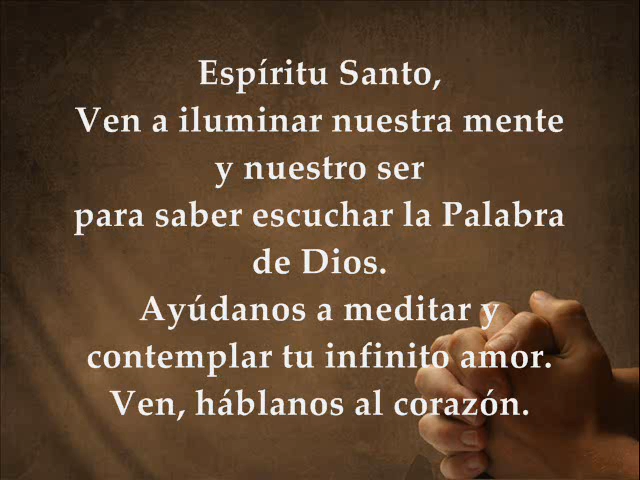 Espíritu Santo,
Ven a iluminar nuestra mente
y nuestro ser
para saber escuchar la Palabra
de Dios.
Ayúdanos a meditar y
contemplar tu infinito amor.
Ven, háblanos al corazón.